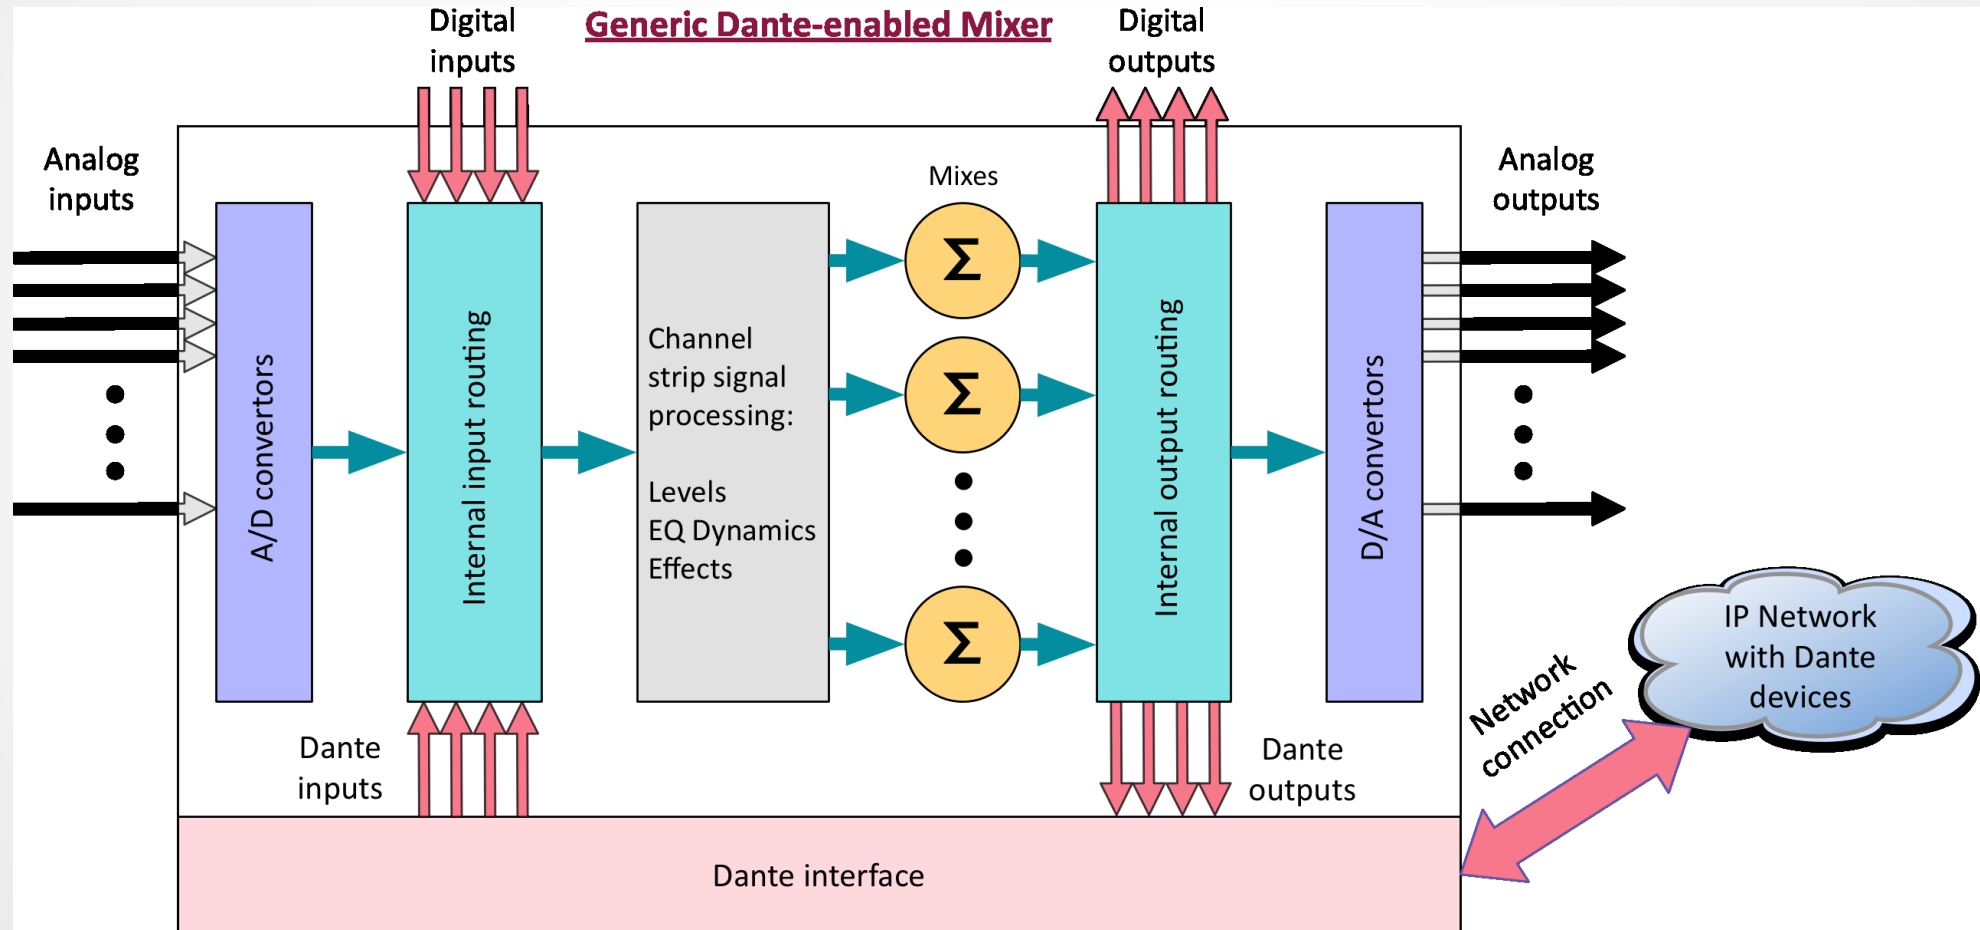 Generic Dante-enabled Mixer
Digital
inputs
Digital
outputs
Analog
inputs
Mixes
Analog
outputs
A/D convertors
Internal input routing
Channel
strip signal
processing:
Levels
EQ Dynamics
Effects
Σ
Σ
Σ
Internal output routing
D/A convertors
IP Network
with Dante
devices
Network
connection
Dante
inputs
Dante
outputs
Dante interface